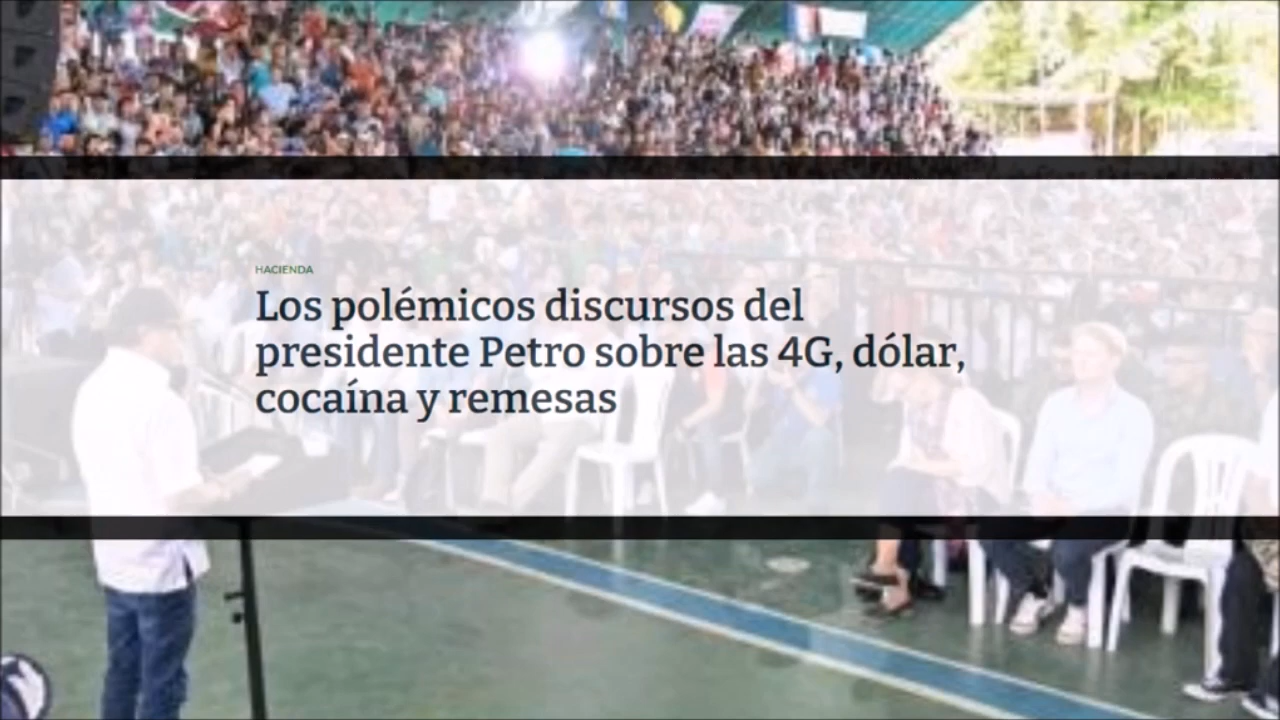 HACIENDA
Los polémicos discursos del
presidente Petro sobre las 4G, dólar,
cocaína y remesas